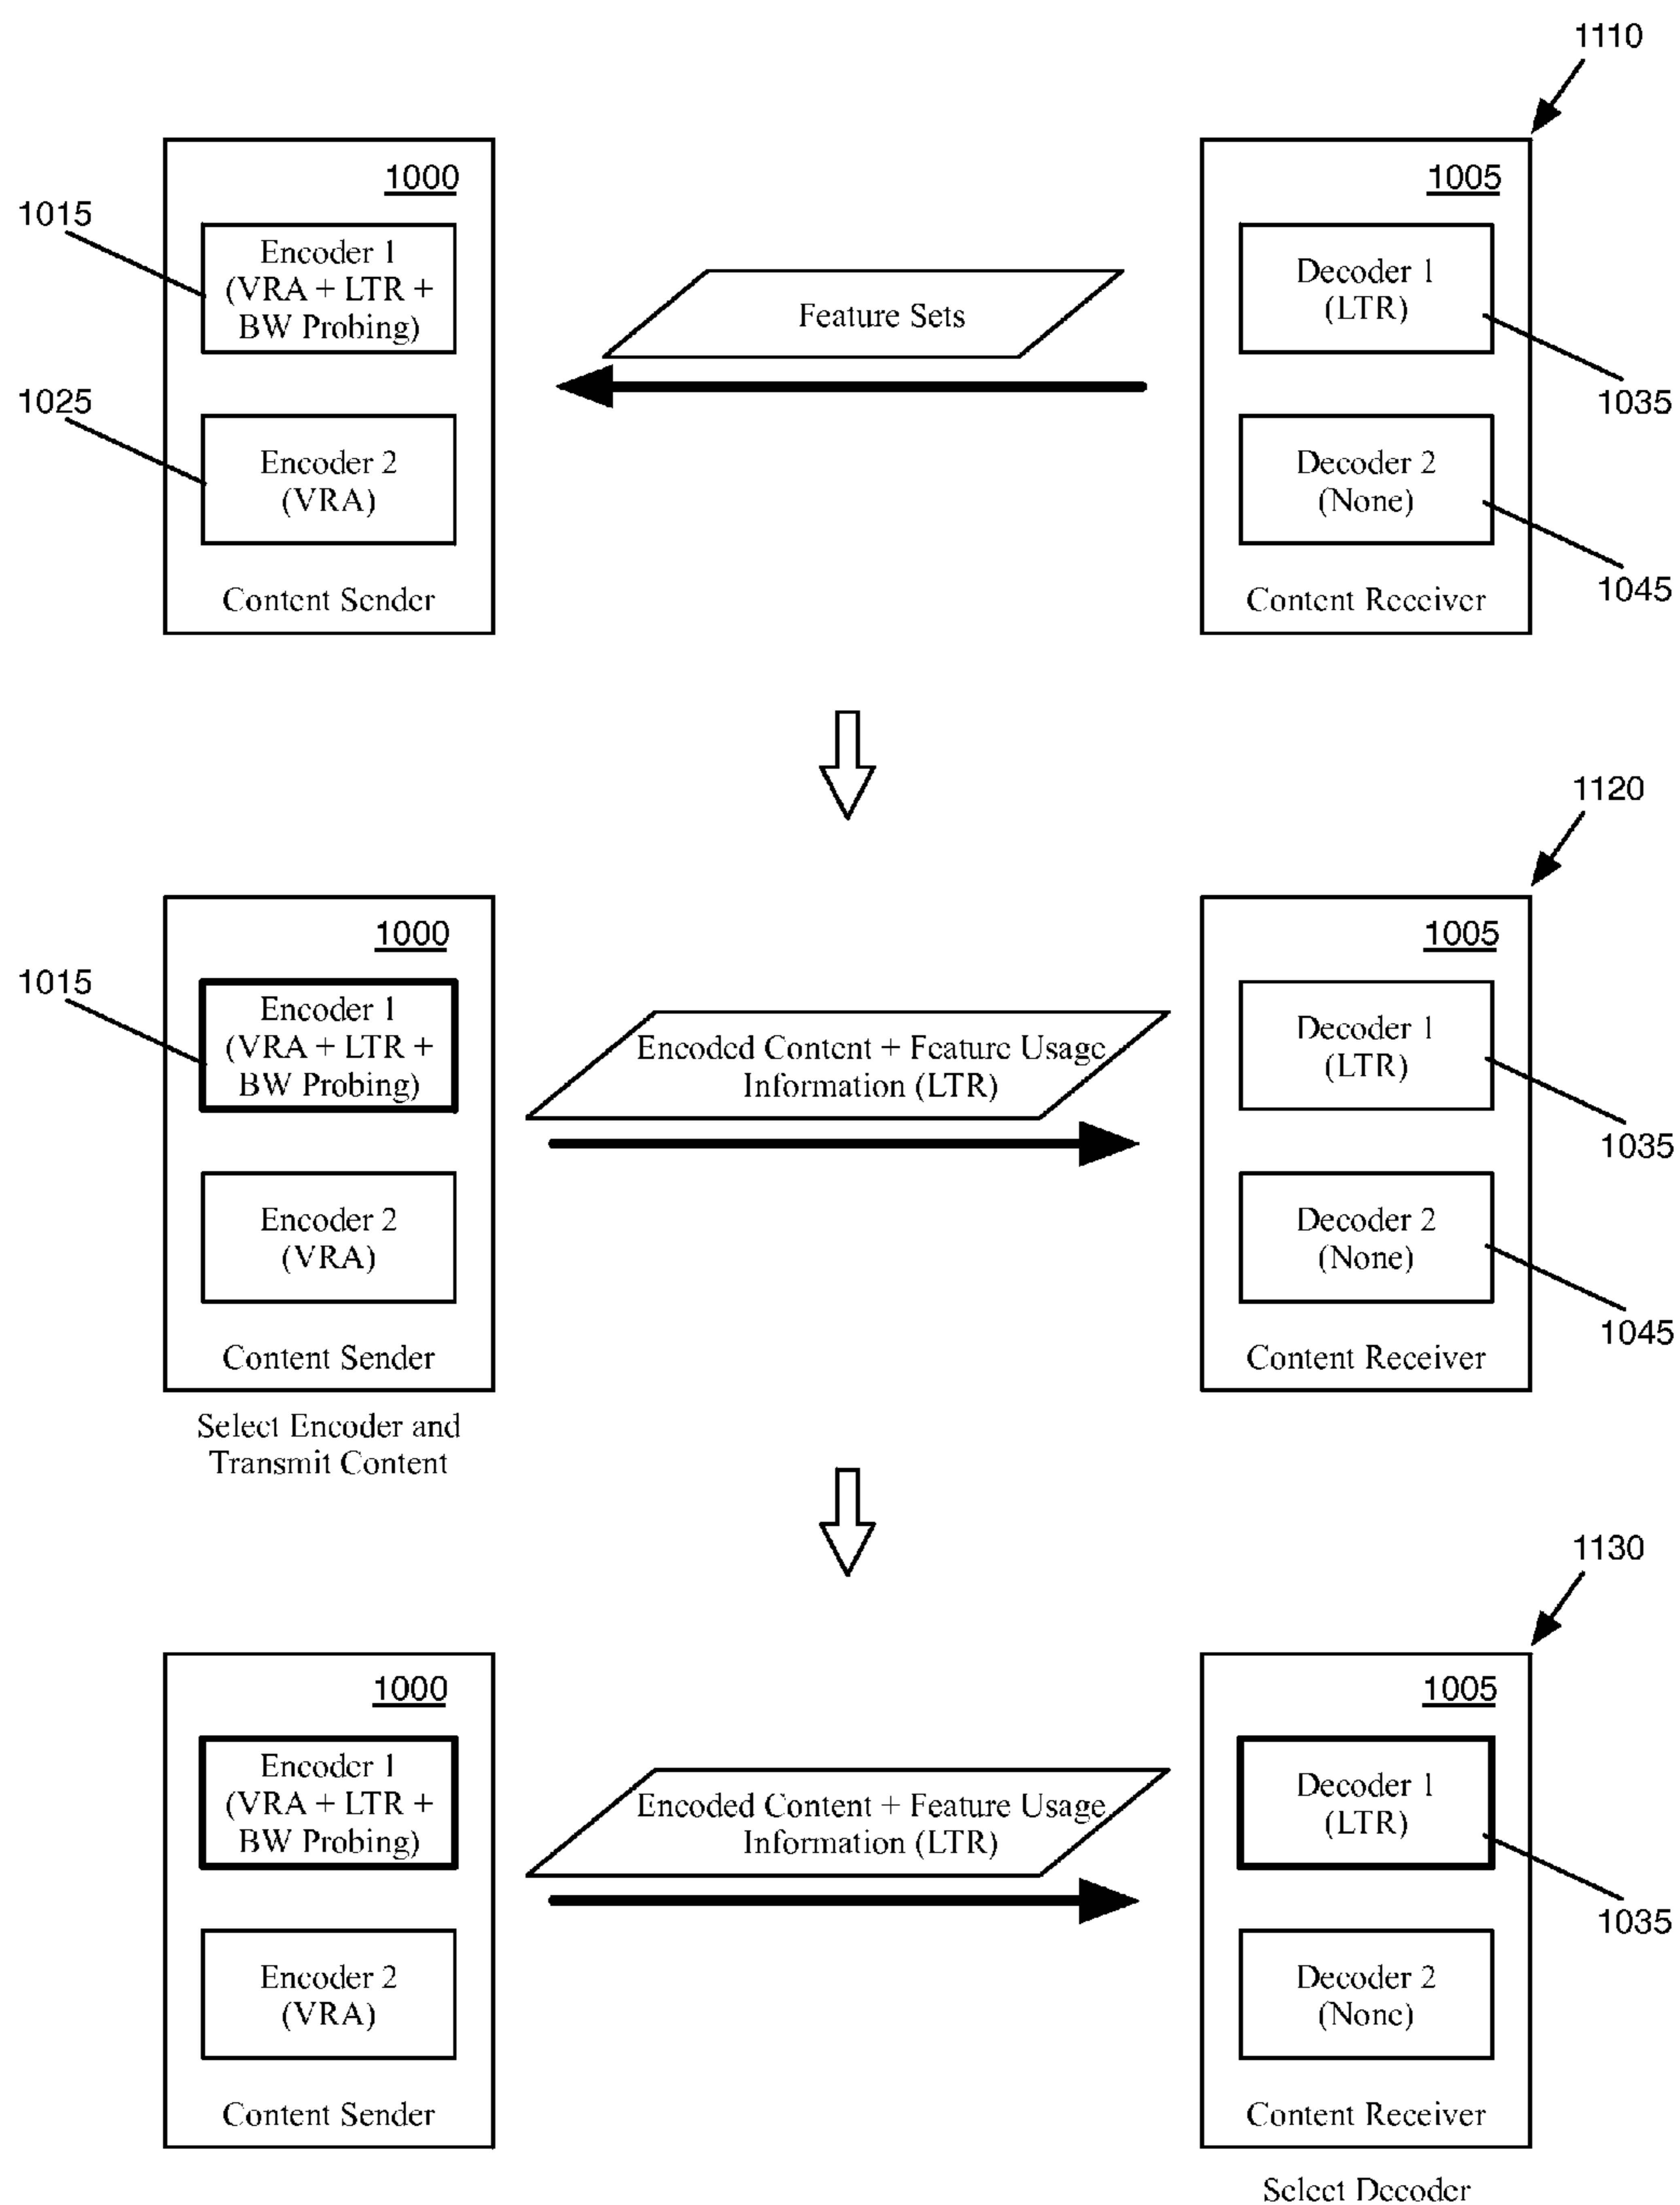 1110
1000
1005
1015
Encoder 1
(VRA + LTR +
BW Probing)
Feature Sets
Decoder 1
(LTR)
1035
1025
Encoder 2
(VRA)
Decoder 2
(None)
1045
Content Sender
Content Receiver
1120
1000
1005
1015
Encoder 1
(VRA + LTR +
BW Probing)
Encoded Content + Feature Usage
Information (LTR)
Decoder 1
(LTR)
1035
Encoder 2
(VRA)
Decoder 2
(None)
1045
Content Sender
Content Receiver
Select Encoder and
Transmit Content
1130
1000
1005
Encoder 1
(VRA + LTR +
BW Probing)
Encoded Content + Feature Usage
Information (LTR)
Decoder 1
(LTR)
1035
Encoder 2
(VRA)
Decoder 2
(None)
Content Sender
Content Receiver
Select Decoder